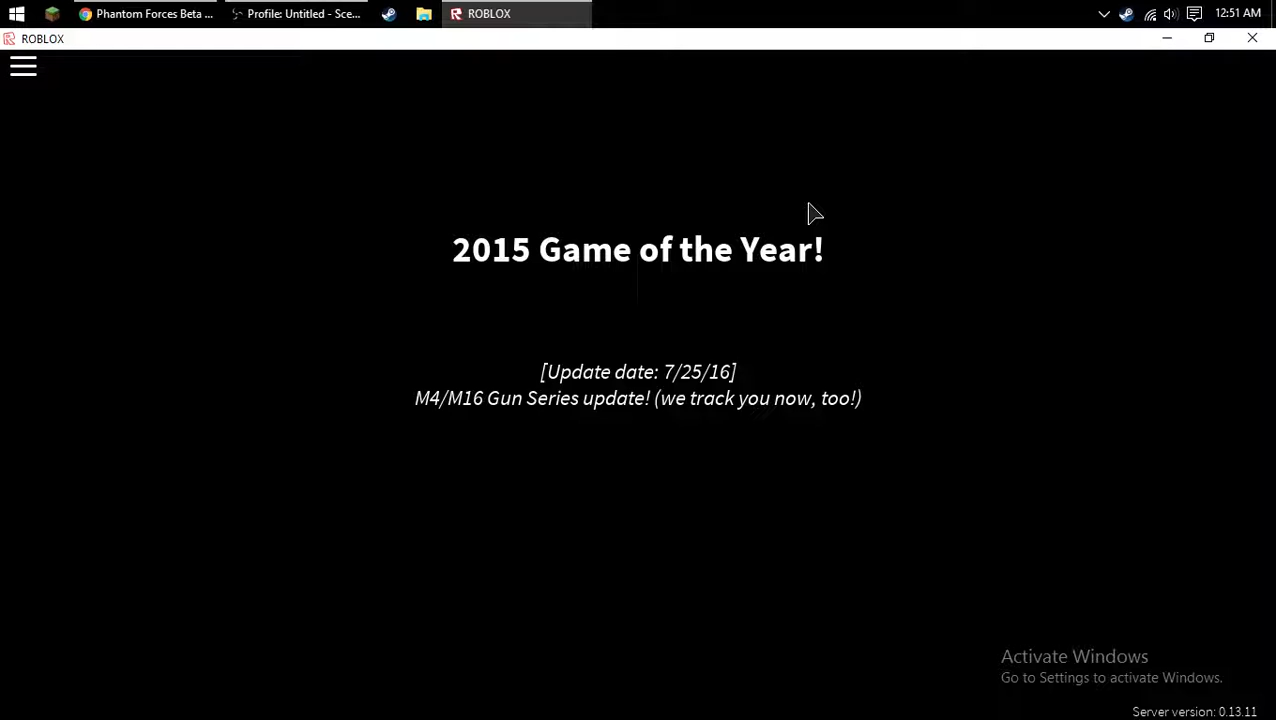 Phantom Forces Beta ...
Profile: Untitled - Sce...
ROBLOX
12:51 AM
ROBLOX
2015 Game of the Year!
[Update date: 7/25/16]
M4/M16 Gun Series update! (we track you now, too!)
Activate Windows
Go to Settings to activate Windows.
Server version: 0.13.11